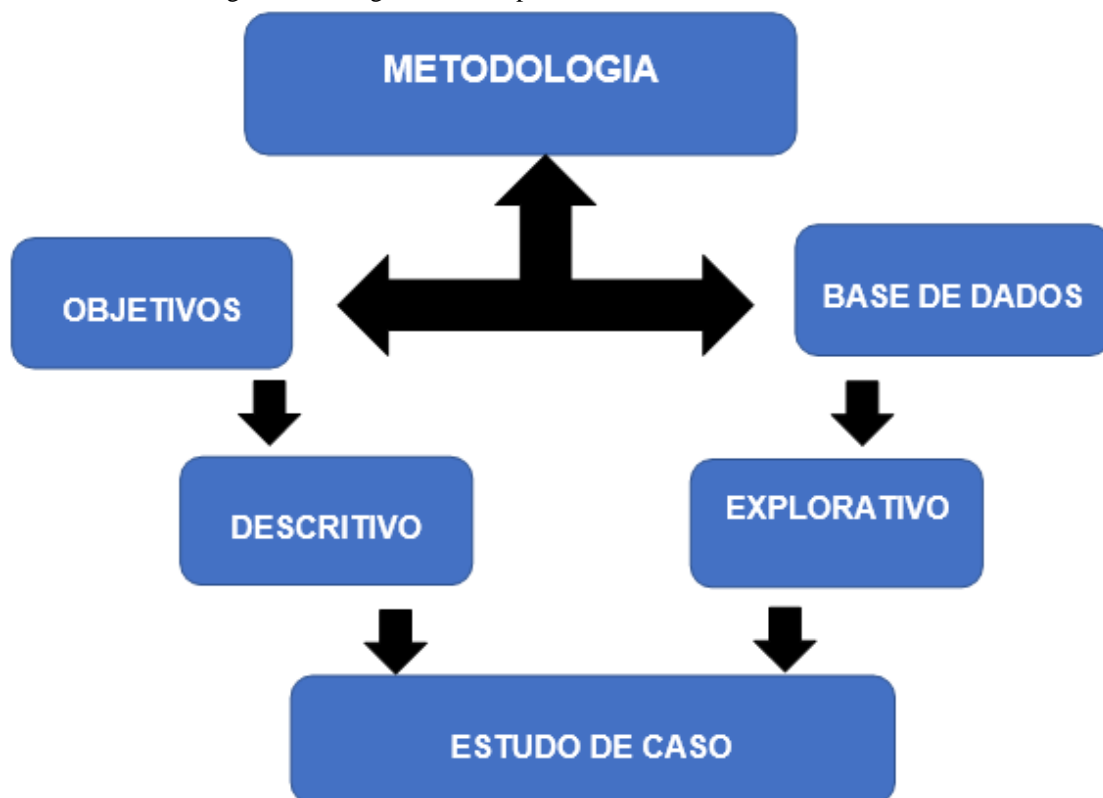 METODOLOGIA
OBJETIVOS
BASE DE DADOS
DESCRITIVO
EXPLORATIVO
ESTUDO DE CASO